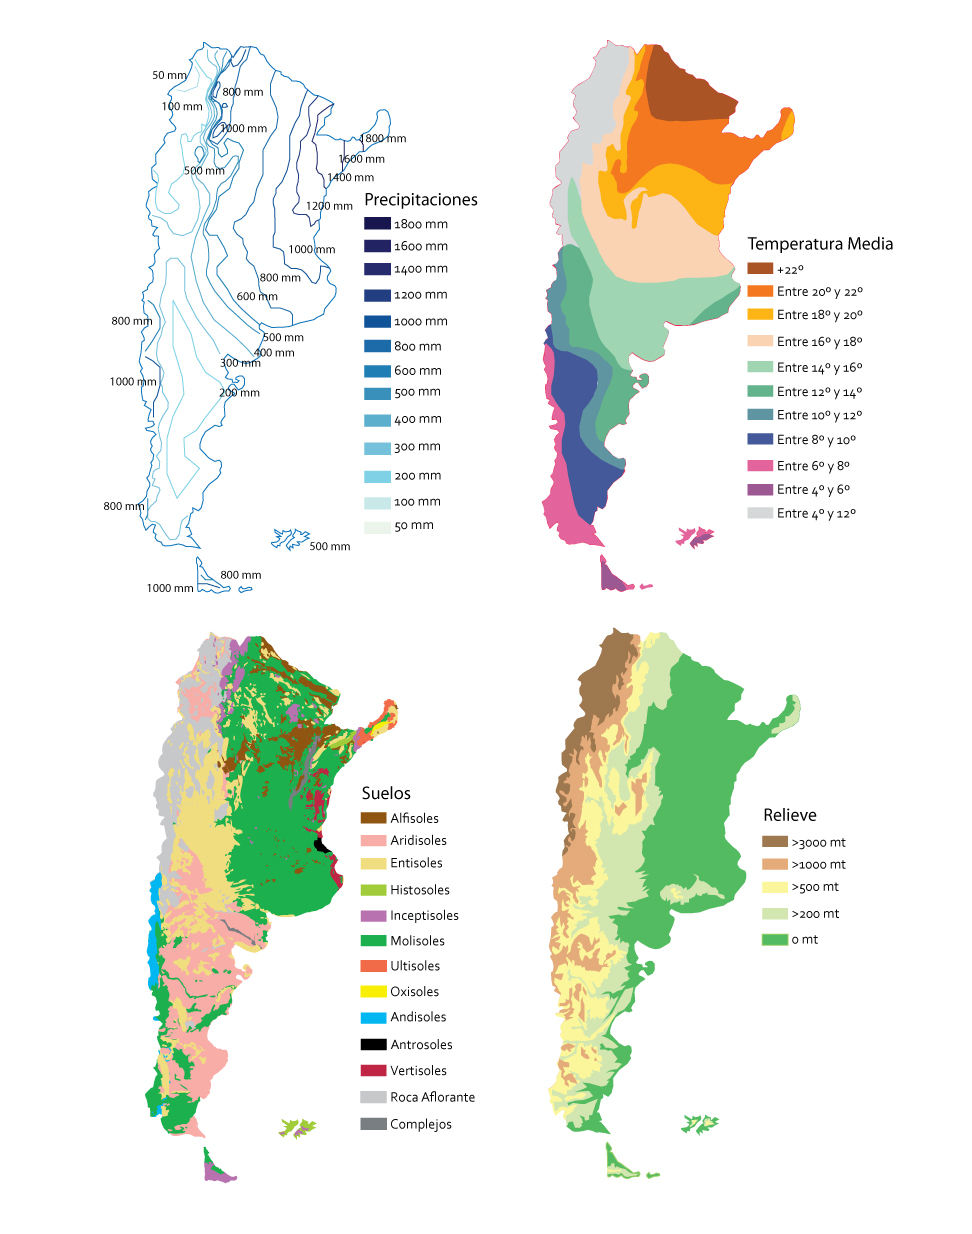 50 mm
800 mm
100 mm
1000 mm
1800 mm
1600 mm
500 mm
1400 mm
1200 mm
1000 mm
800 mm
600 mm
800 mm
500 mm
400 mm
300 mm
1000 mm
200 mm
800 mm
500 mm
800 mm
1000 mm
Precipitaciones
1800 mm
1600 mm
1400 mm
1200 mm
1000 mm
800 mm
600 mm
500 mm
400 mm
300 mm
200 mm
100 mm
50 mm
Temperatura Media
+22º
Entre 20º y 22º
Entre 18º y 20º
Entre 16º y 18º
Entre 14º y 16º
Entre 12º y 14º
Entre 10º y 12º
Entre 8º y 10º
Entre 6º y 8º
Entre 4º y 6º
Entre 4º y 12º
Suelos
Alfisoles
Aridisoles
Entisoles
Histosoles
Inceptisoles
Molisoles
Ultisoles
Oxisoles
Andisoles
Antrosoles
Vertisoles
Roca Aflorante
Complejos
Relieve
>3000 mt
>1000 mt
>500 mt
>200 mt
0 mt